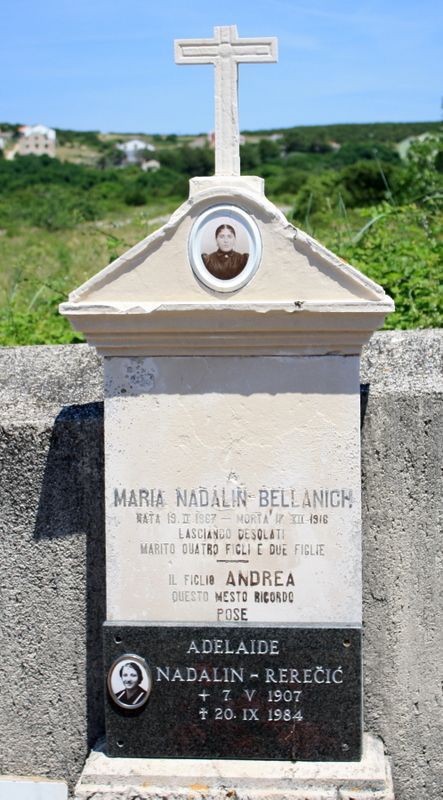 MARIA NADALIN-BELLANICH
NATA 19.II 1867 — MORTA 17 VII.1916
LASCIANDO DESOLATI
MARITO QUATRO FIGLI E DUE FIGLIE
IL FIGLIO ANDREA
QUESTO MESTO RICORDO
POSE
ADELAIDE
NADALIN - REREČIĆ
+ 7 V 1907
✝ 20. IX 1984